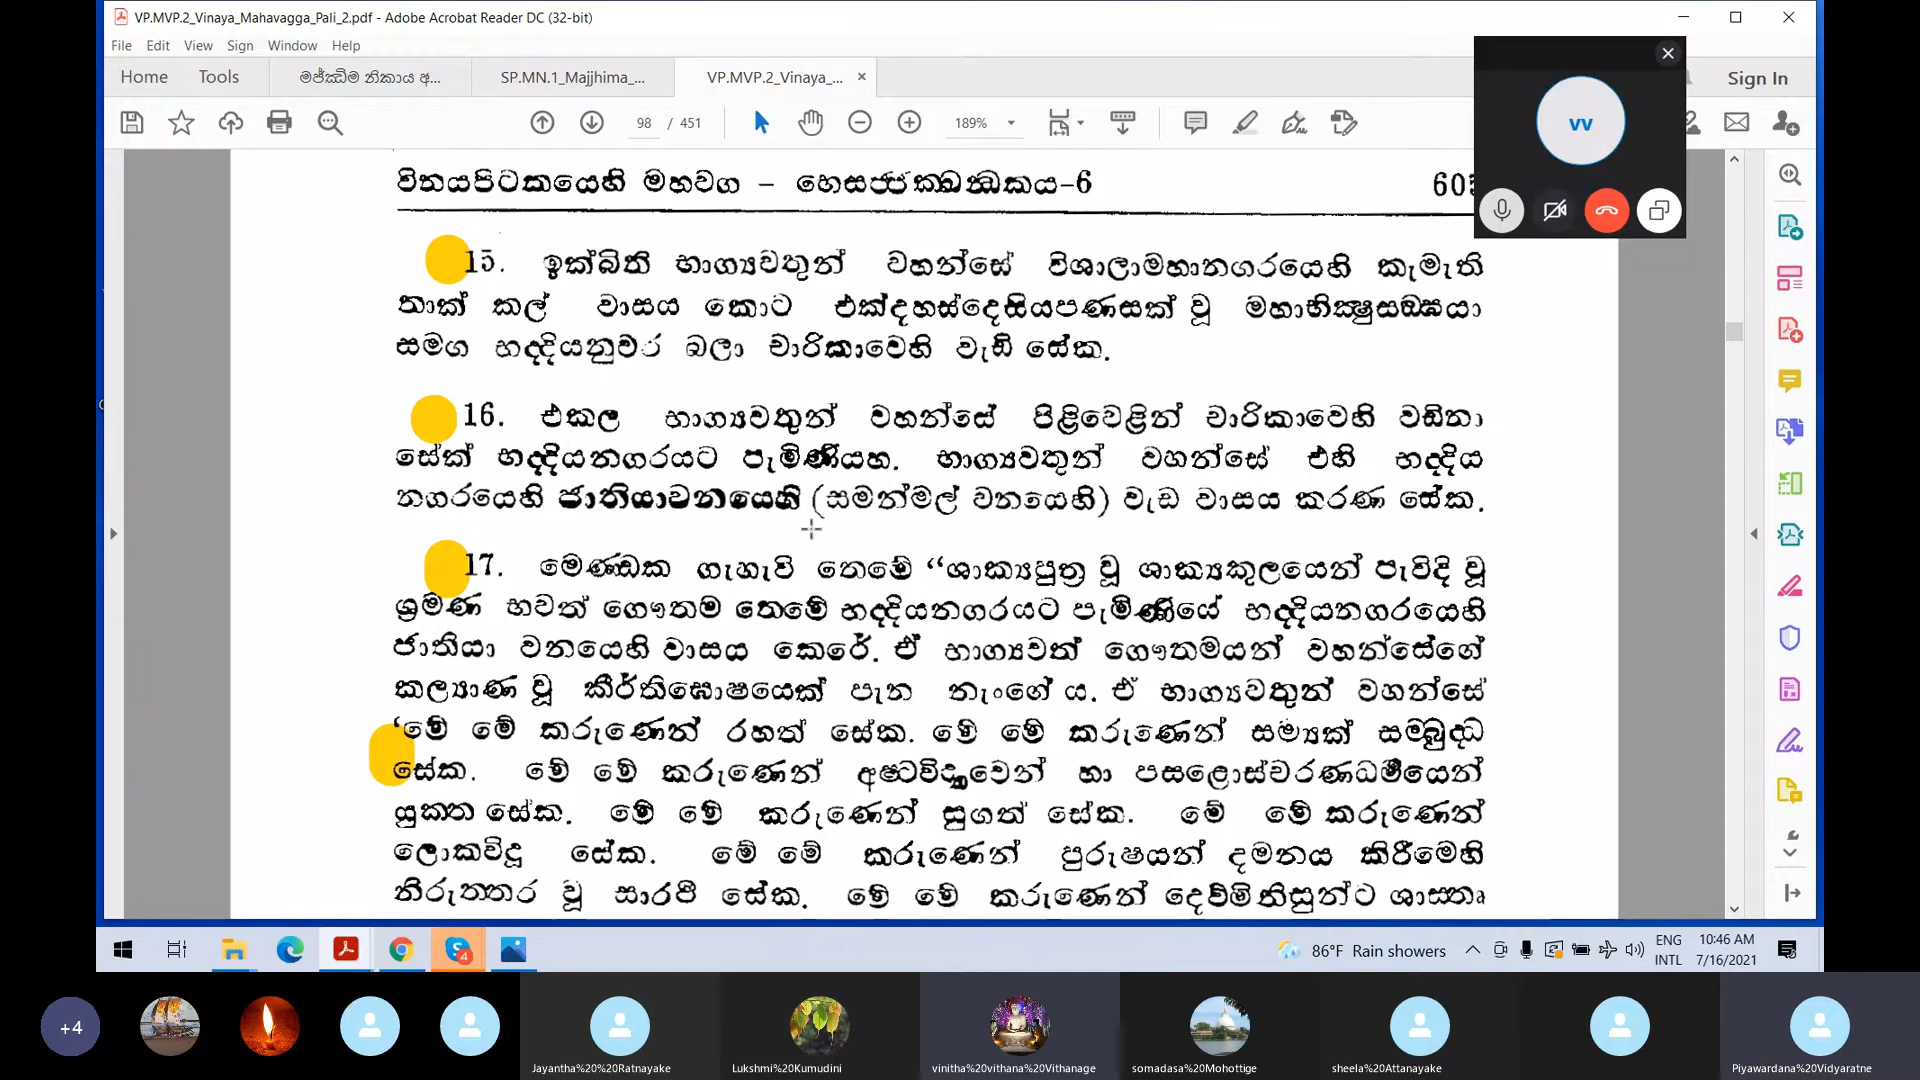 VP.MVP.2_Vinaya_Mahavagga_Pali_2.pdf - Adobe Acrobat Reader DC (32-bit)
File Edit View Sign Window Help
Home Tools මජ්ඣිම නිකාය අ... SP.MN.1_Majjhima_... VP.MVP.2_Vinaya_... Sign In
98 / 451 189%
vv
විනයපිටකයෙහි මහවග – භෙසජ්ජක්ඛන්ධකය-6
15. ඉක්බිති භාග්‍යවතුන් වහන්සේ විශාලාමහානගරයෙහි කැමැති
තාක් කල් වාසය කොට එක්දහස්දෙසියපණසක් වූ මහාභික්‍ෂුසඞ්ඝයා
සමග භද්දියනුවර බලා චාරිකාවෙහි වැඩි සේක.
16. එකල භාග්‍යවතුන් වහන්සේ පිළිවෙළින් චාරිකාවෙහි වඩිනා
සේක් භද්දියනගරයට පැමිණියහ. භාග්‍යවතුන් වහන්සේ එහි භද්දිය
නගරයෙහි ජාතියාවනයෙහි (සමන්මල් වනයෙහි) වැඩ වාසය කරණ සේක.
17. මෙණ්ඩක ගැහැවි තෙමේ “ශාක්‍යපුත්‍ර වූ ශාක්‍යකුලයෙන් පැවිදි වූ
ශ්‍රමණ භවත් ගෞතම තෙමේ භද්දියනගරයට පැමිණියේ භද්දියනගරයෙහි
ජාතියා වනයෙහි වාසය කෙරේ. ඒ භාග්‍යවත් ගෞතමයන් වහන්සේගේ
කල්‍යාණ වූ කීර්තිඝොෂයෙක් පැන නැංගේ ය. ඒ භාග්‍යවතුන් වහන්සේ
‘මේ මේ කරුණෙන් රහත් සේක. මේ මේ කරුණෙන් සම්‍යක් සම්බුද්ධ
සේක. මේ මේ කරුණෙන් අෂ්ටවිද්‍යාවෙන් හා පසළොස්චරණධර්‍මයෙන්
යුක්ත සේක. මේ මේ කරුණෙන් සුගත් සේක. මේ මේ කරුණෙන්
ලොකවිදූ සේක. මේ මේ කරුණෙන් පුරුෂයන් දමනය කිරීමෙහි
නිරුත්තර වූ සාරථී සේක. මේ මේ කරුණෙන් දෙව්මිනිසුන්ට ශාස්තෘ
86°F Rain showers ENG INTL 10:46 AM 7/16/2021
+4
Jayantha%20%20Ratnayake Lukshmi%20Kumudini vinitha%20vithana%20Vithanage somadasa%20Mohottige sheela%20Attanayake Piyawardana%20Vidyaratne